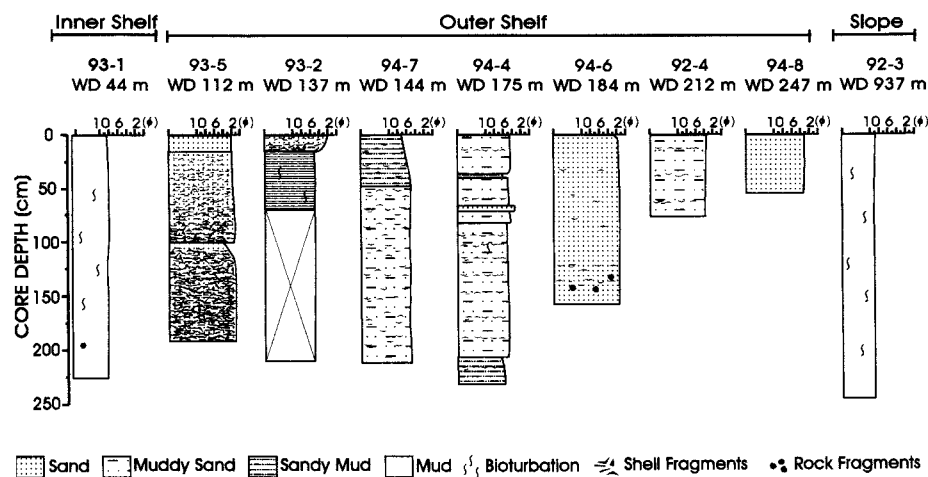 Inner Shelf Outer Shelf Slope
93-1 93-5 93-2 94-7 94-4 94-6 92-4 94-8 92-3
WD 44 m WD 112 m WD 137 m WD 144 m WD 175 m WD 184 m WD 212 m WD 247 m WD 937 m
10 6 2(ϕ) 10 6 2(ϕ) 10 6 2(ϕ) 10 6 2(ϕ) 10 6 2(ϕ) 10 6 2(ϕ) 10 6 2(ϕ) 10 6 2(ϕ) 10 6 2(ϕ)
0
50
100
150
200
250
CORE DEPTH (cm)
Sand Muddy Sand Sandy Mud Mud Bioturbation Shell Fragments Rock Fragments